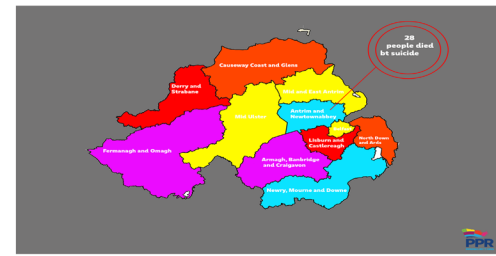 28
people died
bt suicide
Causeway Coast and Glens
Derry and
Strabane
Mid and East Antrim
Antrim and
Newtownabbey
Mid Ulster
Lisburn and
Castlereagh
North Down
and Ards
Fermanagh and Omagh
Armagh, Banbridge
and Craigavon
Newry, Mourne and Downs
PPR